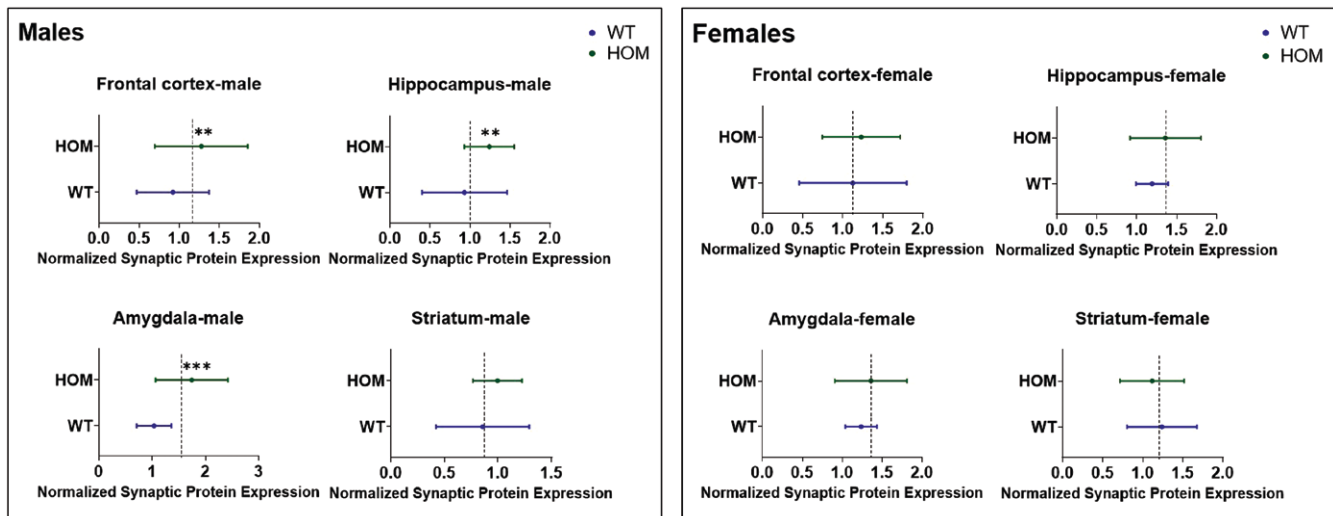 Males
WT
HOM
Frontal cortex-male
**
HOM
WT
0.0 0.5 1.0 1.5 2.0
Normalized Synaptic Protein Expression
Hippocampus-male
**
HOM
WT
0.0 0.5 1.0 1.5 2.0
Normalized Synaptic Protein Expression
Amygdala-male
***
HOM
WT
0 1 2 3
Normalized Synaptic Protein Expression
Striatum-male
HOM
WT
0.0 0.5 1.0 1.5
Normalized Synaptic Protein Expression
Females
WT
HOM
Frontal cortex-female
HOM
WT
0.0 0.5 1.0 1.5 2.0
Normalized Synaptic Protein Expression
Hippocampus-female
HOM
WT
0.0 0.5 1.0 1.5 2.0
Normalized Synaptic Protein Expression
Amygdala-female
HOM
WT
0.0 0.5 1.0 1.5 2.0
Normalized Synaptic Protein Expression
Striatum-female
HOM
WT
0.0 0.5 1.0 1.5 2.0
Normalized Synaptic Protein Expression